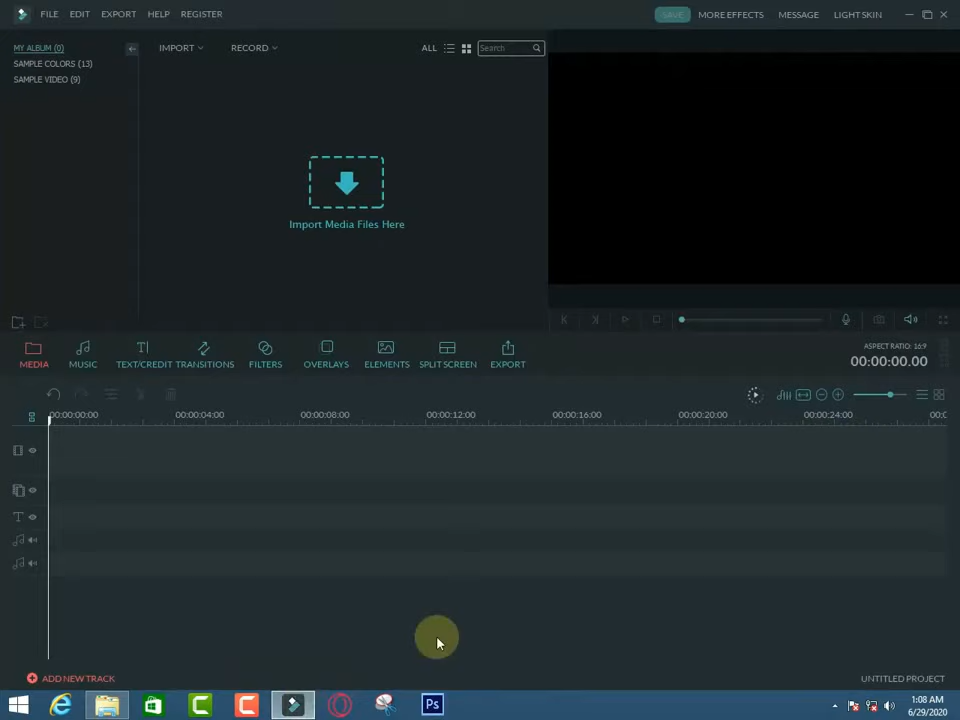 FILE EDIT EXPORT HELP REGISTER SAVE MORE EFFECTS MESSAGE LIGHT SKIN
MY ALBUM (0) IMPORT RECORD ALL Search
SAMPLE COLORS (13)
SAMPLE VIDEO (9)
Import Media Files Here
MEDIA MUSIC TEXT/CREDIT TRANSITIONS FILTERS OVERLAYS ELEMENTS SPLIT SCREEN EXPORT
ASPECT RATIO: 16:9
00:00:00.00
00:00:00:00 00:00:04:00 00:00:08:00 00:00:12:00 00:00:16:00 00:00:20:00 00:00:24:00
ADD NEW TRACK UNTITLED PROJECT
Ps
1:08 AM
6/29/2020